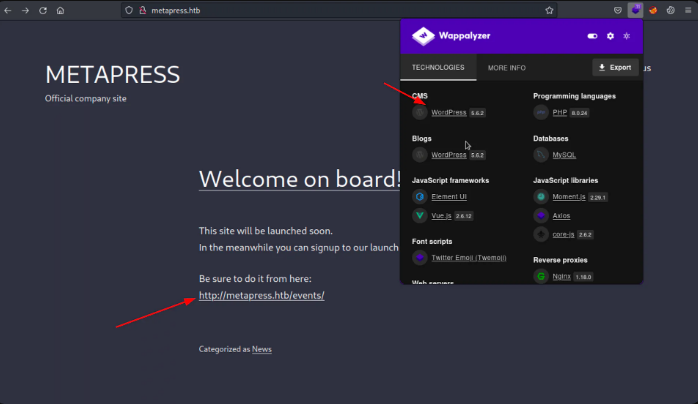 metapress.htb
Wappalyzer
METAPRESS
Official company site
us
TECHNOLOGIES
MORE INFO
Export
CMS
WordPress 5.6.2
Programming languages
PHP 8.0.24
Blogs
WordPress 5.6.2
Databases
MySQL
JavaScript frameworks
Element UI
Vue.js 2.6.12
JavaScript libraries
Moment.js 2.29.1
Axios
core-js 2.6.2
Font scripts
Twitter Emoji (Twemoji)
Reverse proxies
Nginx 1.18.0
Web servers
Welcome on board!
This site will be launched soon.
In the meanwhile you can signup to our launch
Be sure to do it from here:
http://metapress.htb/events/
Categorized as News